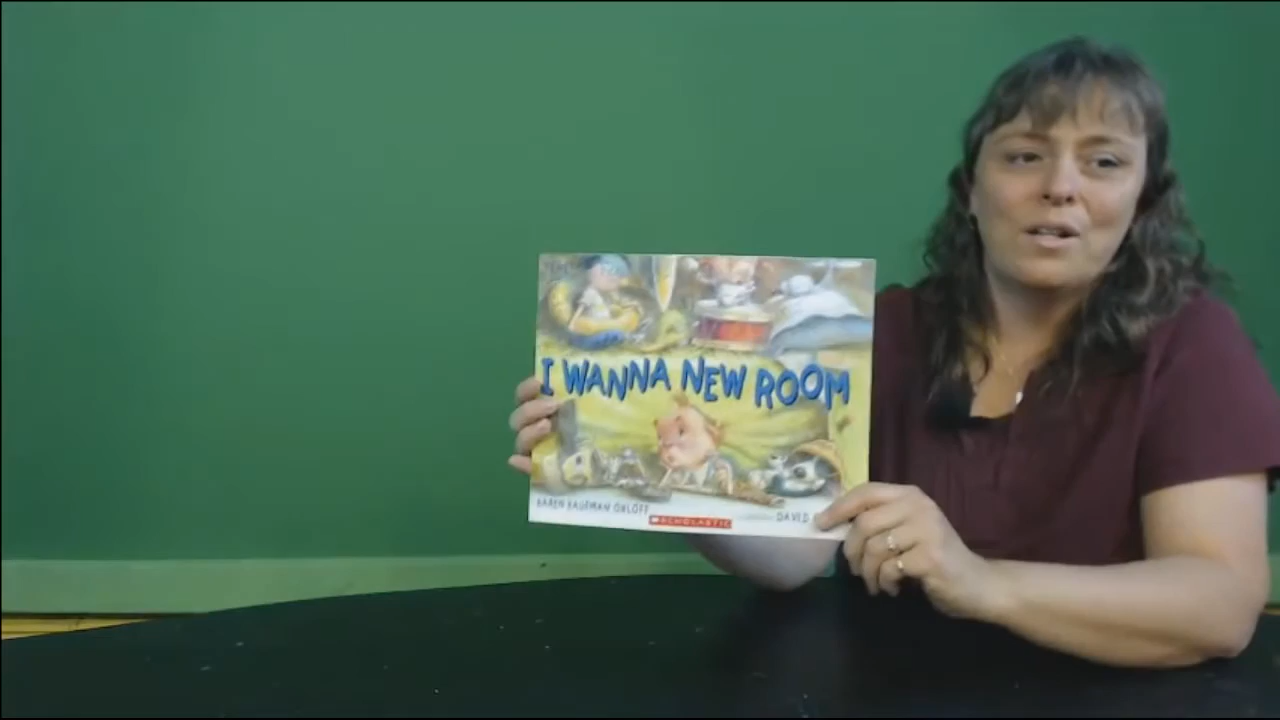 I WANNA NEW ROOM
KAREN KAUFMAN ORLOFF
SCHOLASTIC
DAVID